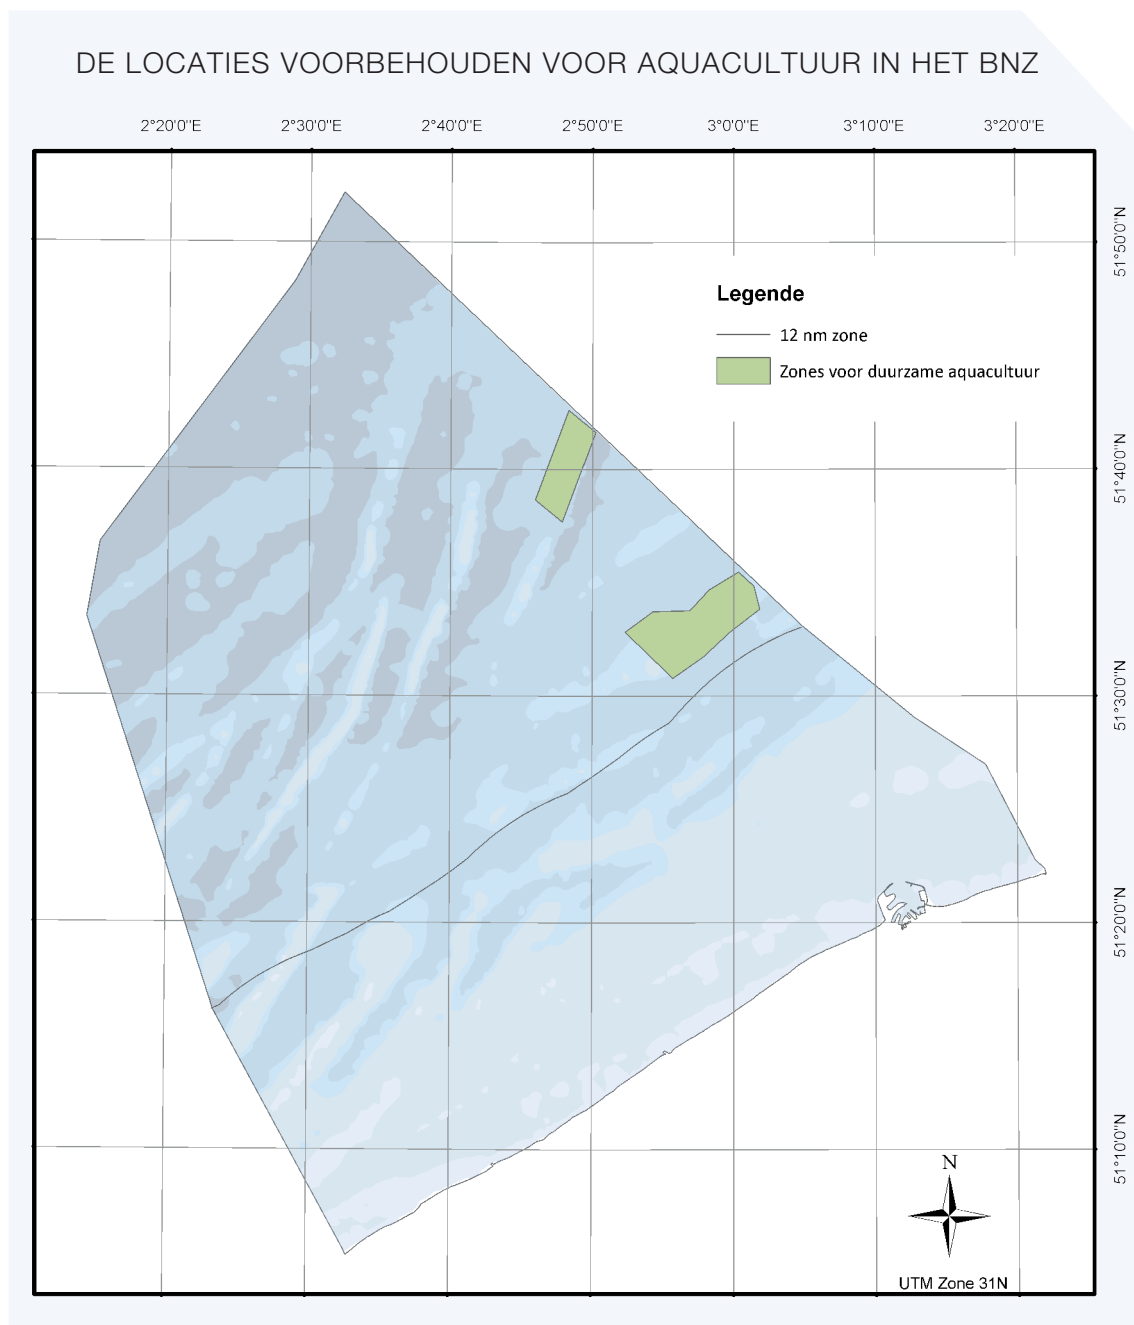 DE LOCATIES VOORBEHOUDEN VOOR AQUACULTUUR IN HET BNZ
2°20'0"E 2°30'0"E 2°40'0"E 2°50'0"E 3°0'0"E 3°10'0"E 3°20'0"E
51°50'0"N
Legende
12 nm zone
Zones voor duurzame aquacultuur
51°40'0"N
51°30'0"N
51°20'0"N
51°10'0"N
N
UTM Zone 31N